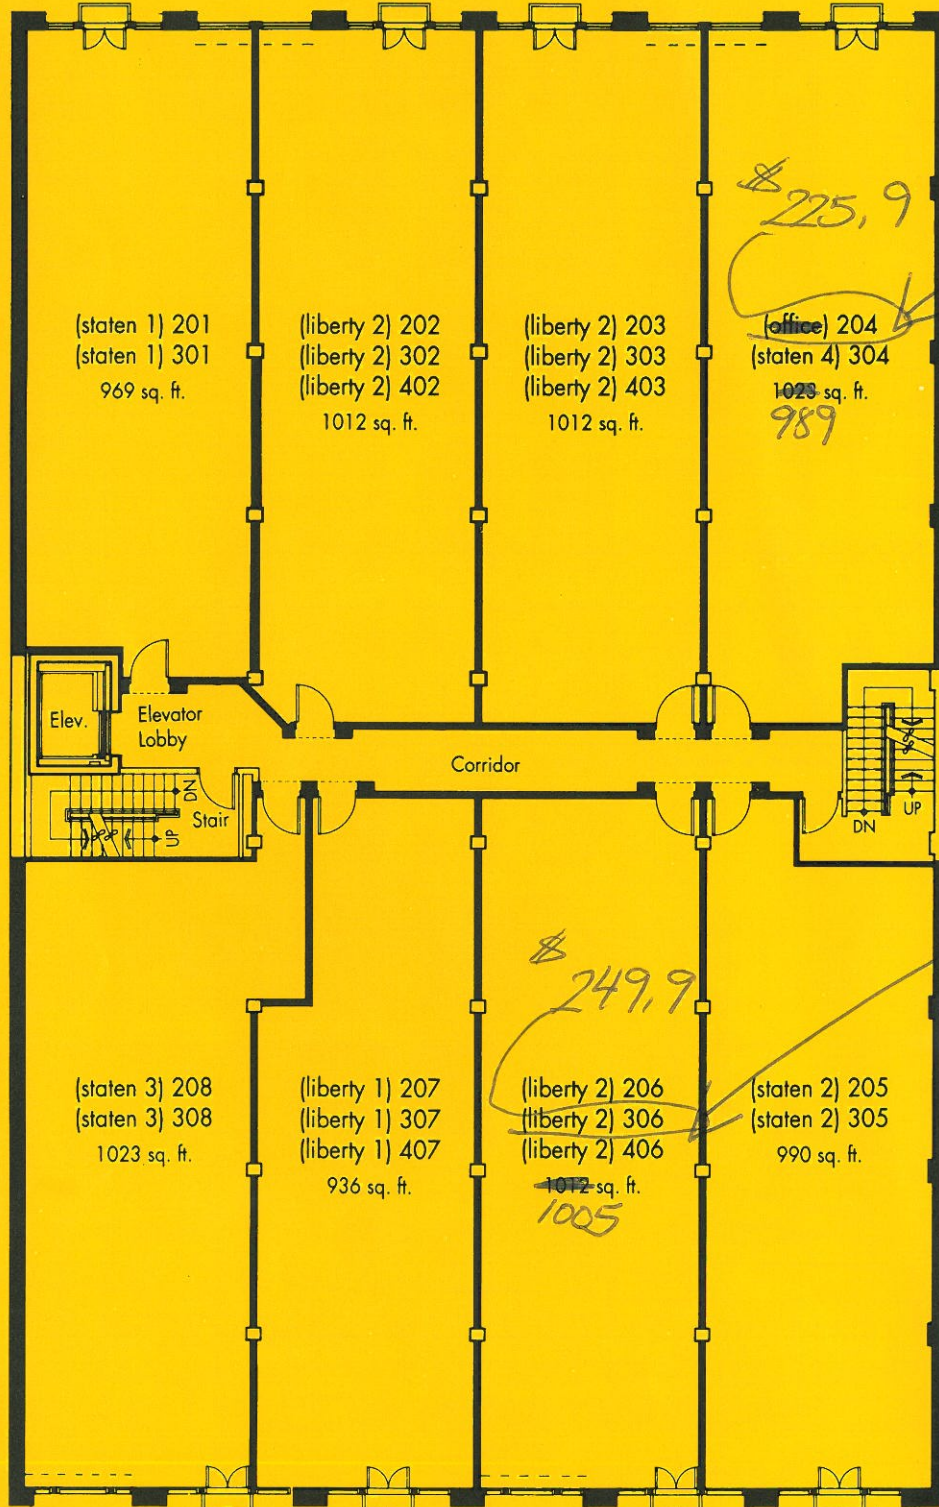 $
225,9
(staten 1) 201
(staten 1) 301
969 sq. ft.
(liberty 2) 202
(liberty 2) 302
(liberty 2) 402
1012 sq. ft.
(liberty 2) 203
(liberty 2) 303
(liberty 2) 403
1012 sq. ft.
(office) 204
(staten 4) 304
1023 sq. ft.
989
Elev.
Elevator
Lobby
Corridor
DN
UP
Stair
DN
UP
$
249,9
(staten 3) 208
(staten 3) 308
1023 sq. ft.
(liberty 1) 207
(liberty 1) 307
(liberty 1) 407
936 sq. ft.
(liberty 2) 206
(liberty 2) 306
(liberty 2) 406
1012 sq. ft.
1005
(staten 2) 205
(staten 2) 305
990 sq. ft.